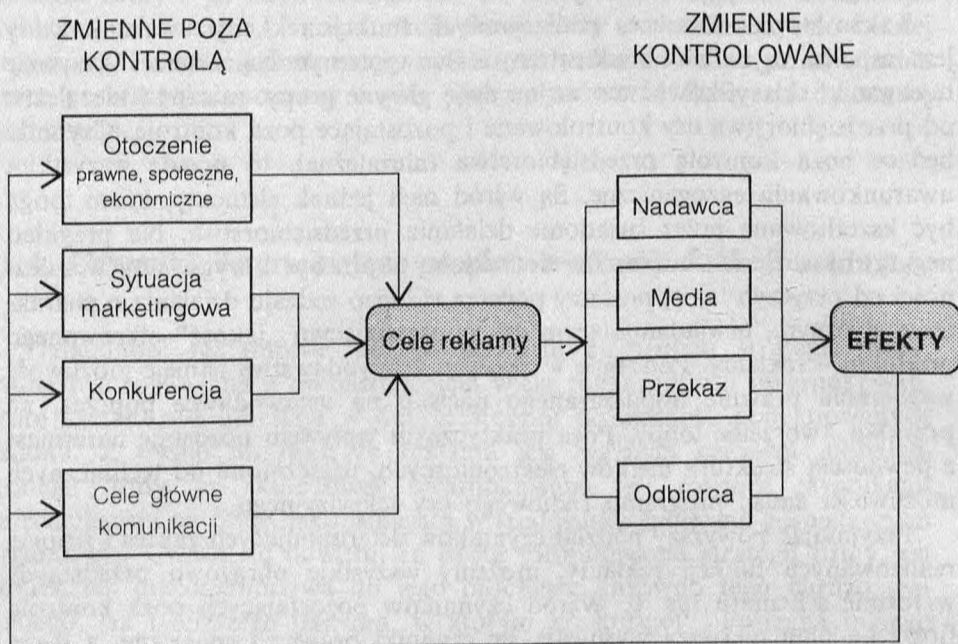 ZMIENNE POZA
KONTROLĄ
ZMIENNE
KONTROLOWANE
Otoczenie
prawne, społeczne,
ekonomiczne
Sytuacja
marketingowa
Konkurencja
Cele główne
komunikacji
Cele reklamy
Nadawca
Media
Przekaz
Odbiorca
EFEKTY